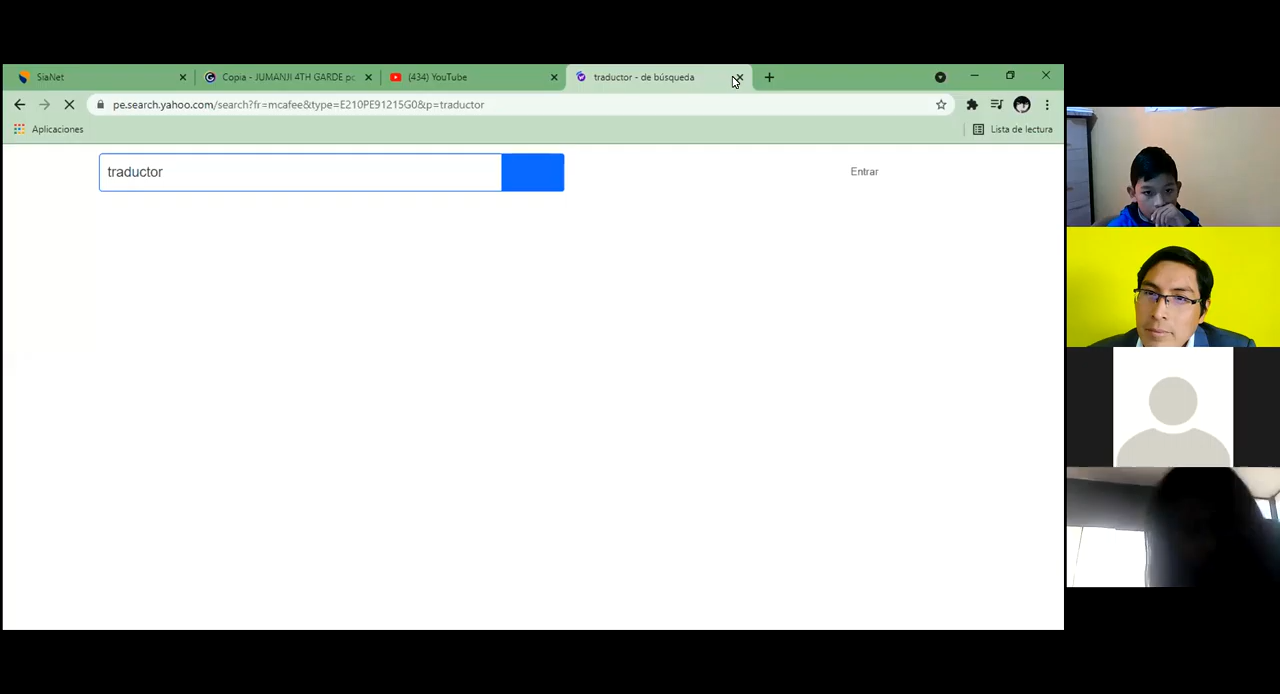 SiaNet
Copia - JUMANJI 4TH GARDE po
(434) YouTube
traductor - de búsqueda
pe.search.yahoo.com/search?fr=mcafee&type=E210PE91215G0&p=traductor
Aplicaciones
Lista de lectura
traductor
Entrar